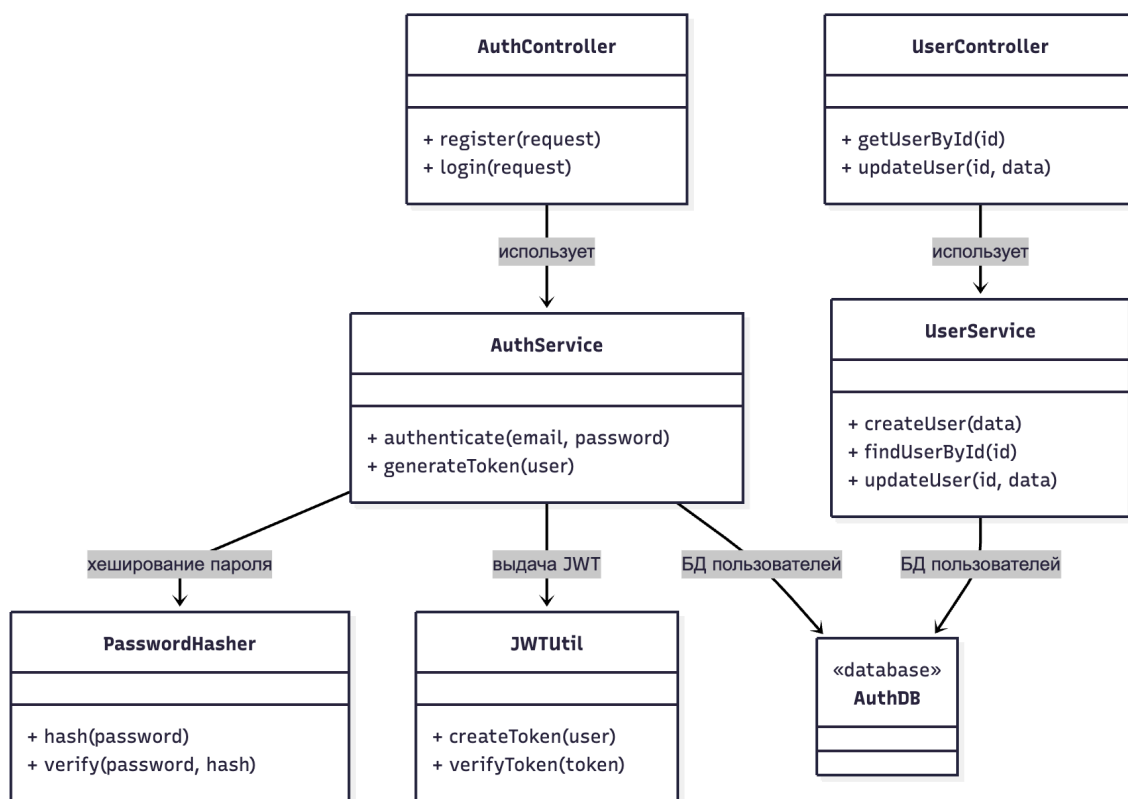 AuthController
+ register(request)
+ login(request)
UserController
+ getUserById(id)
+ updateUser(id, data)
использует
использует
AuthService
+ authenticate(email, password)
+ generateToken(user)
UserService
+ createUser(data)
+ findUserById(id)
+ updateUser(id, data)
хеширование пароля
выдача JWT
БД пользователей
БД пользователей
PasswordHasher
+ hash(password)
+ verify(password, hash)
JWTUtil
+ createToken(user)
+ verifyToken(token)
«database»
AuthDB